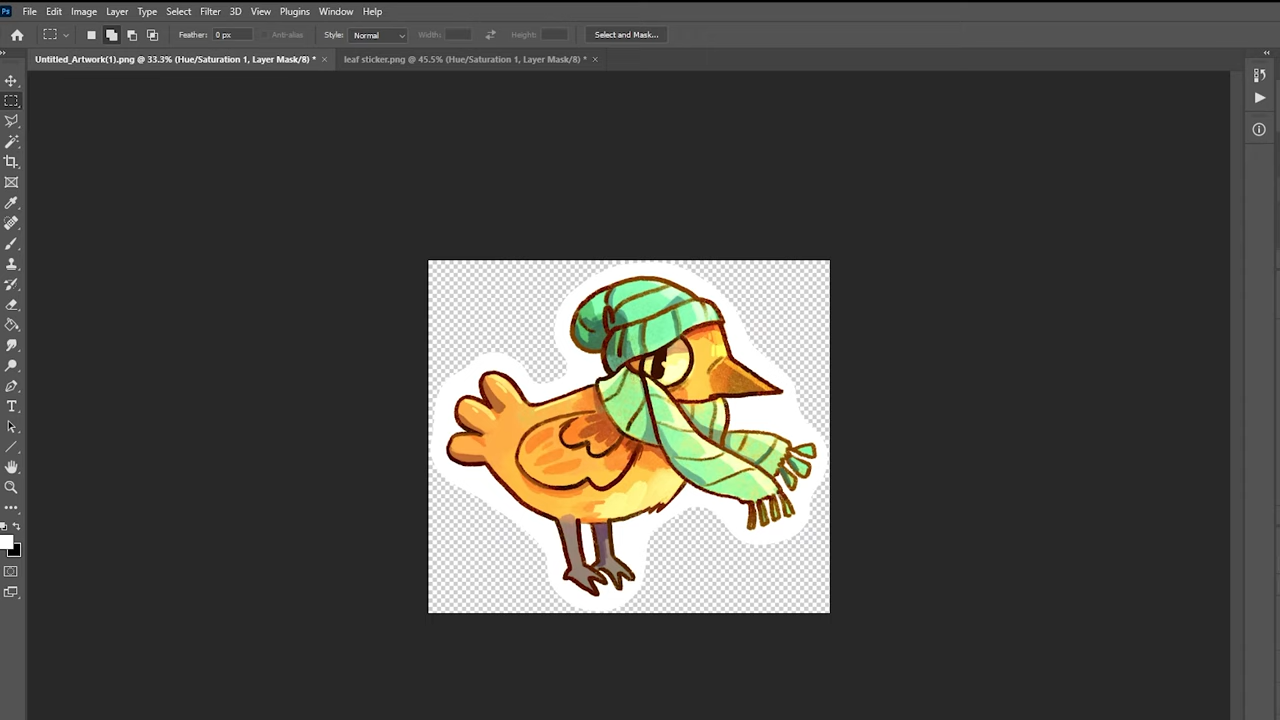 Ps File Edit Image Layer Type Select Filter 3D View Plugins Window Help
Feather: 0 px Anti-alias Style: Normal Width: Height: Select and Mask...
Untitled_Artwork(1).png @ 33.3% (Hue/Saturation 1, Layer Mask/8) * × leaf sticker.png @ 45.5% (Hue/Saturation 1, Layer Mask/8) * ×